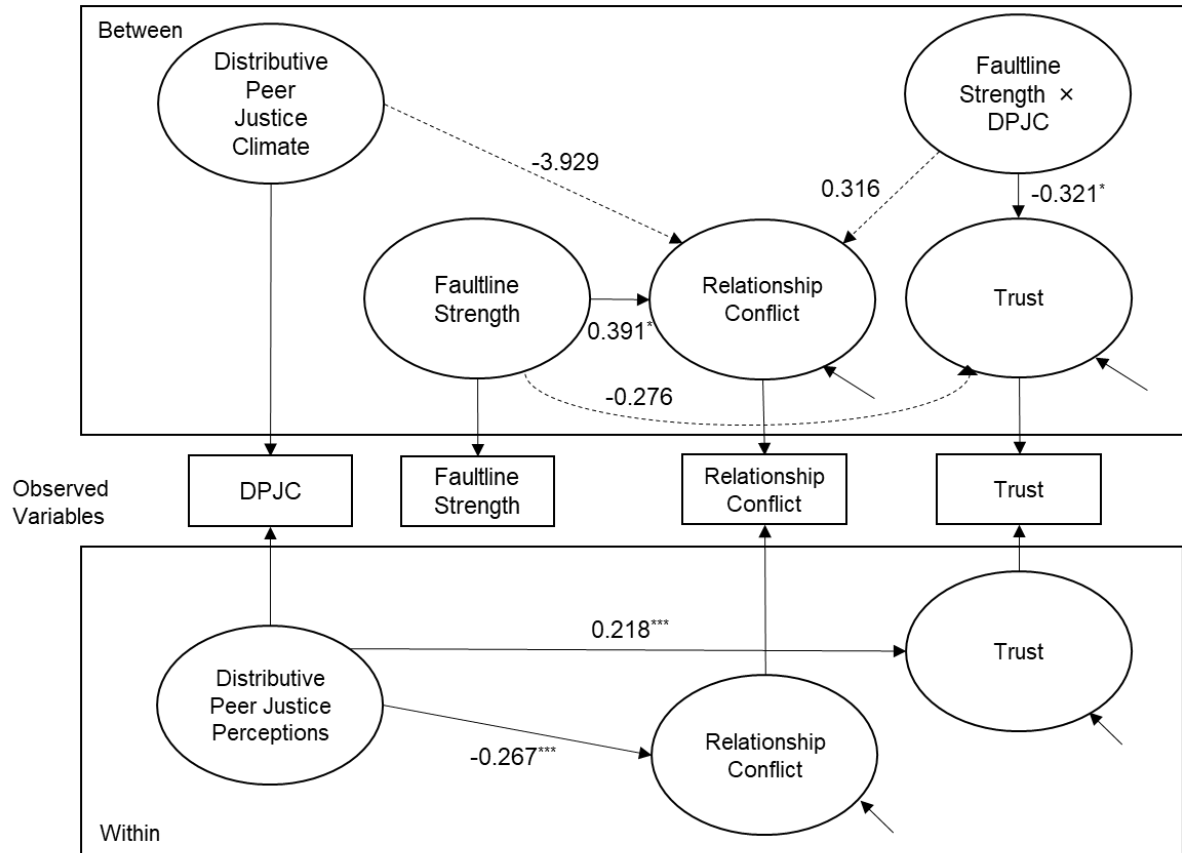 Between
Distributive
Peer
Justice
Climate
Faultline
Strength ×
DPJC
-3.929
0.316
-0.321*
Faultline
Strength
Relationship
Conflict
Trust
0.391*
-0.276
Observed
Variables
DPJC
Faultline
Strength
Relationship
Conflict
Trust
0.218***
Trust
Distributive
Peer Justice
Perceptions
-0.267***
Relationship
Conflict
Within